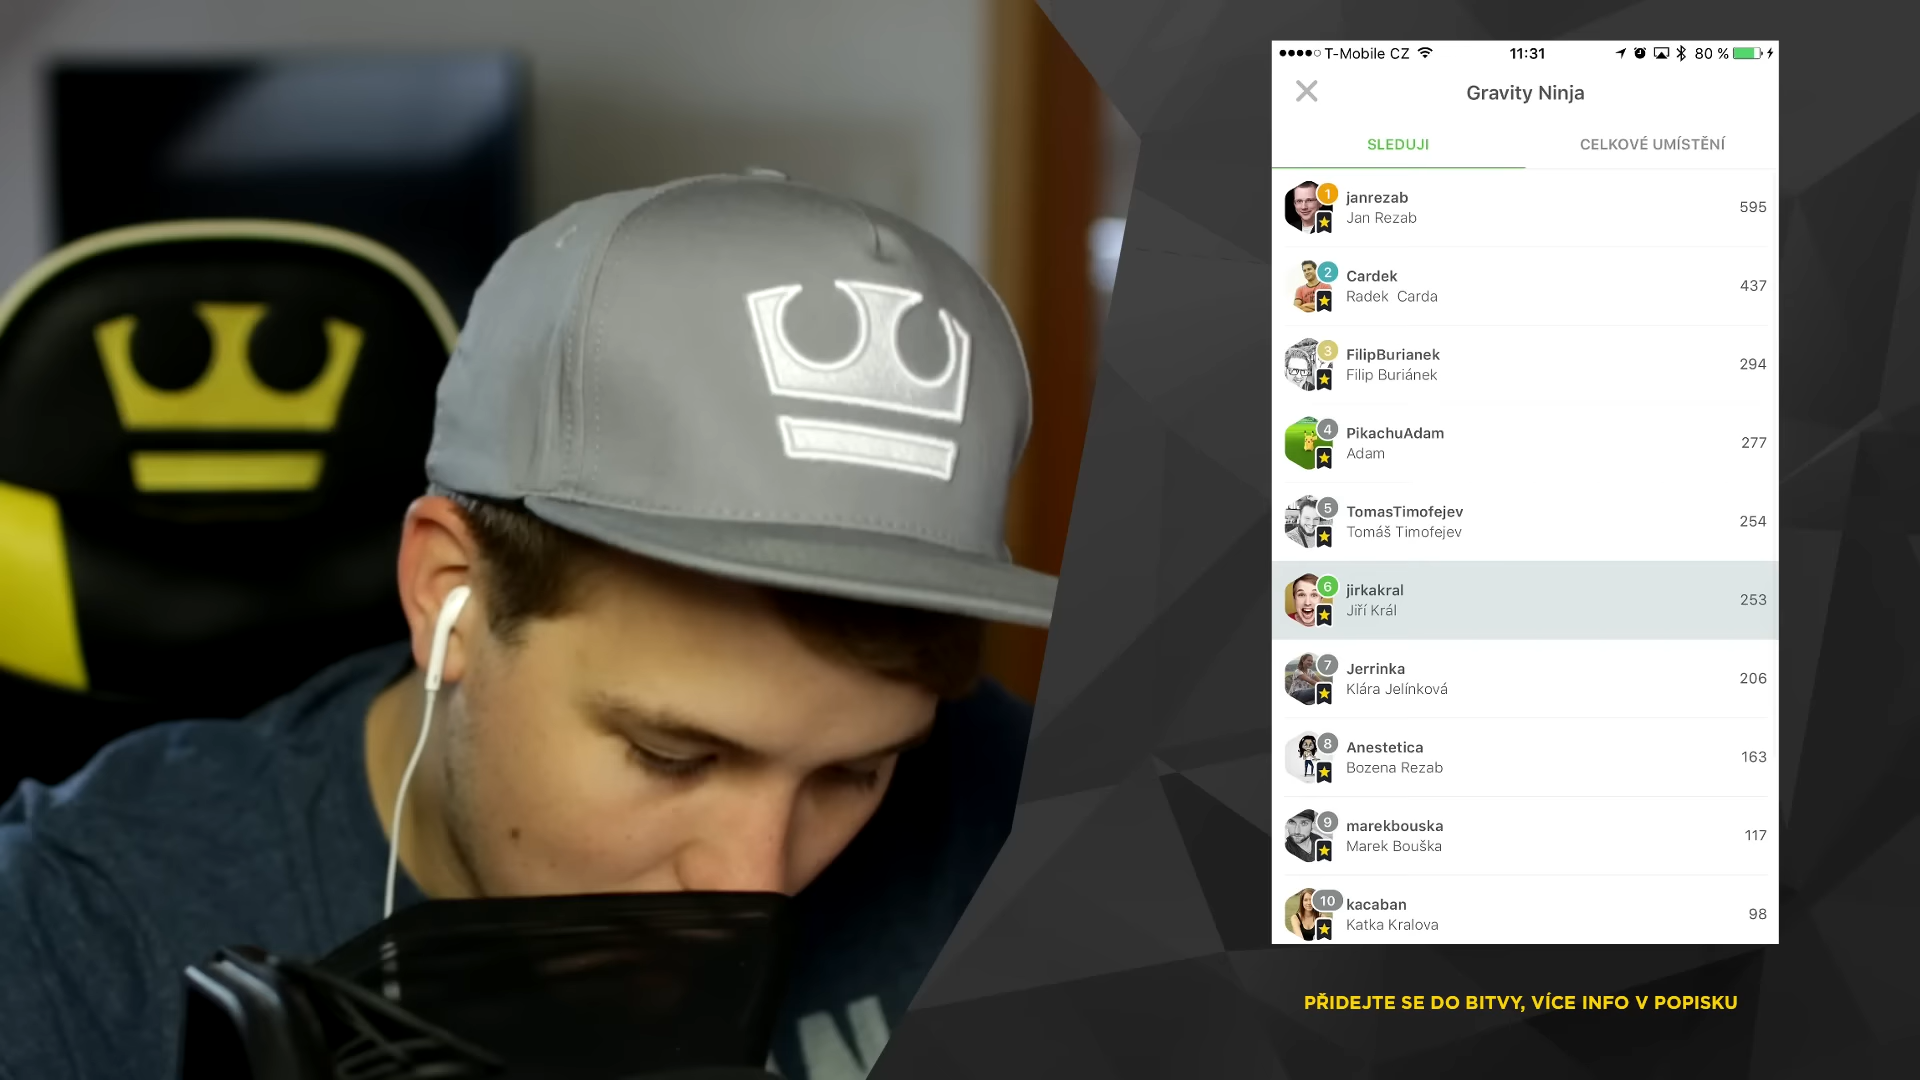 T-Mobile CZ 11:31 80 %
Gravity Ninja
SLEDUJI CELKOVÉ UMÍSTĚNÍ
1 janrezab
Jan Rezab
595
2 Cardek
Radek Carda
437
3 FilipBurianek
Filip Buriánek
294
4 PikachuAdam
Adam
277
5 TomasTimofejev
Tomáš Timofejev
254
6 jirkakral
Jiří Král
253
7 Jerrinka
Klára Jelínková
206
8 Anestetica
Bozena Rezab
163
9 marekbouska
Marek Bouška
117
10 kacaban
Katka Kralova
98
PŘIDEJTE SE DO BITVY, VÍCE INFO V POPISKU